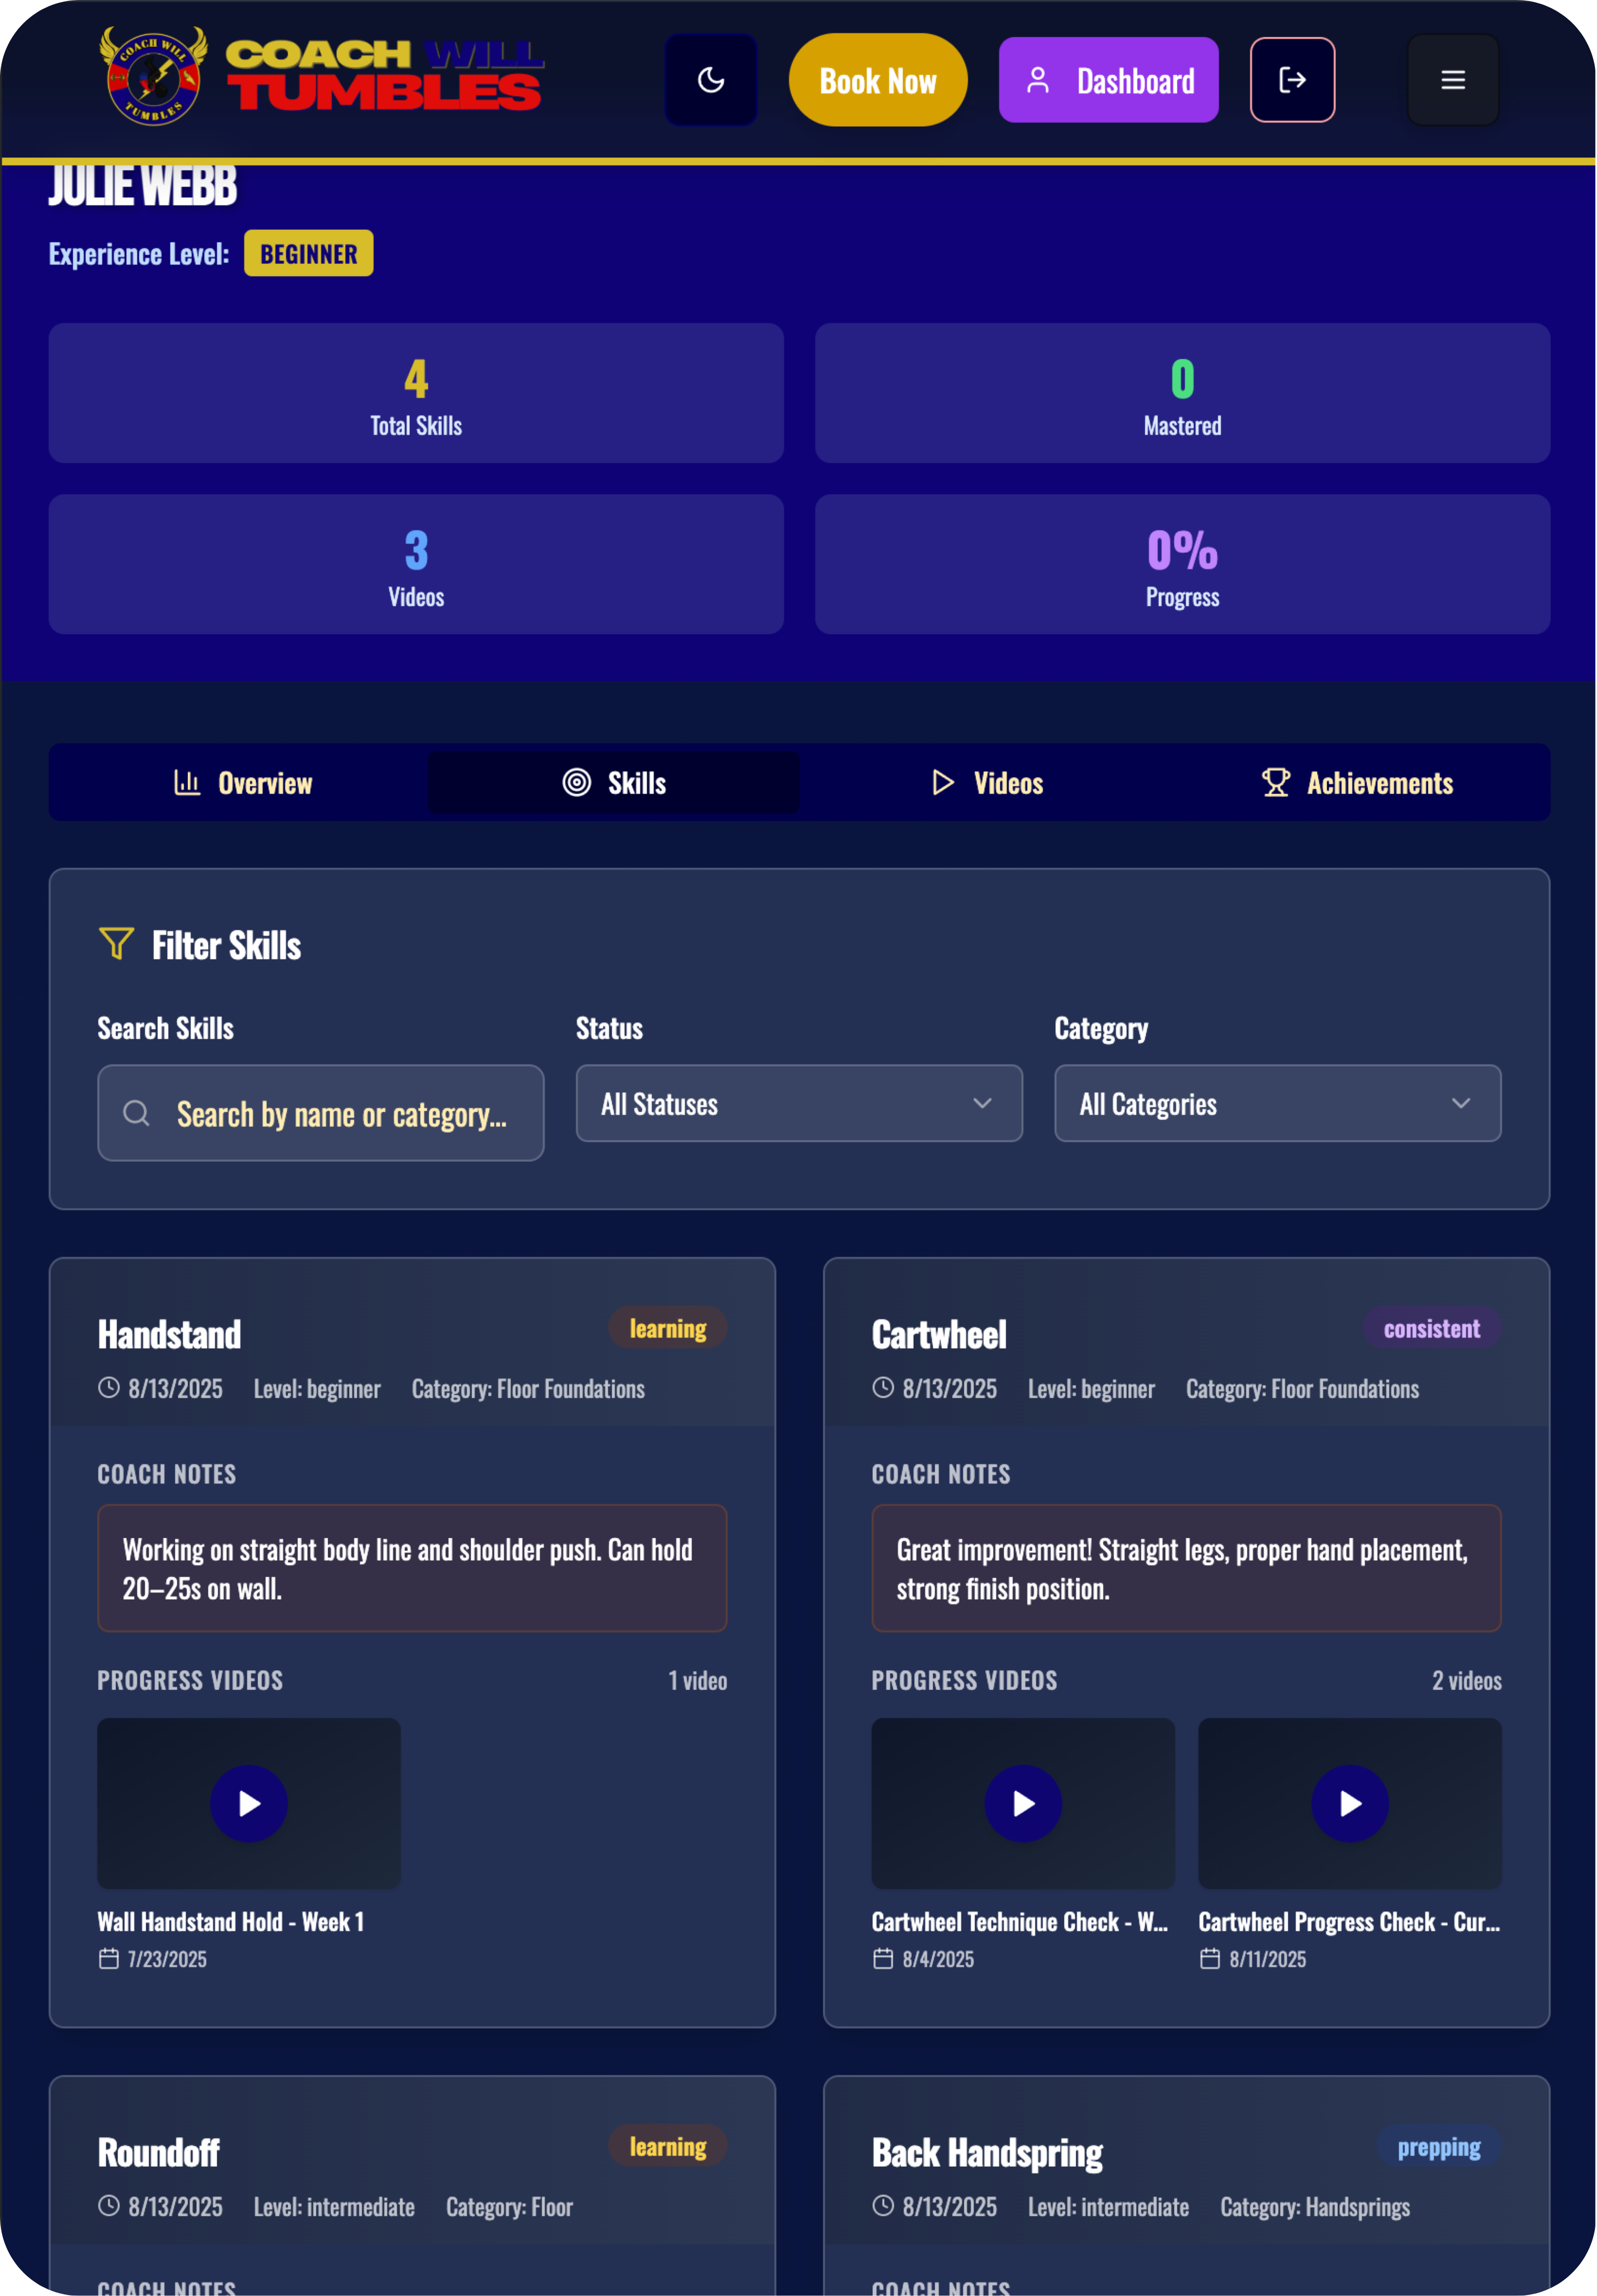 COACH WILL
TUMBLES
COACH WILL
TUMBLES
Book Now
Dashboard
JULIE WEBB
Experience Level:
BEGINNER
4
Total Skills
0
Mastered
3
Videos
0%
Progress
Overview
Skills
Videos
Achievements
Filter Skills
Search Skills
Status
Category
Search by name or category...
All Statuses
All Categories
Handstand
learning
8/13/2025
Level: beginner
Category: Floor Foundations
COACH NOTES
Working on straight body line and shoulder push. Can hold
20–25s on wall.
PROGRESS VIDEOS
1 video
Wall Handstand Hold - Week 1
7/23/2025
Cartwheel
consistent
8/13/2025
Level: beginner
Category: Floor Foundations
COACH NOTES
Great improvement! Straight legs, proper hand placement,
strong finish position.
PROGRESS VIDEOS
2 videos
Cartwheel Technique Check - W...
8/4/2025
Cartwheel Progress Check - Cur...
8/11/2025
Roundoff
learning
8/13/2025
Level: intermediate
Category: Floor
COACH NOTES
Back Handspring
prepping
8/13/2025
Level: intermediate
Category: Handsprings
COACH NOTES